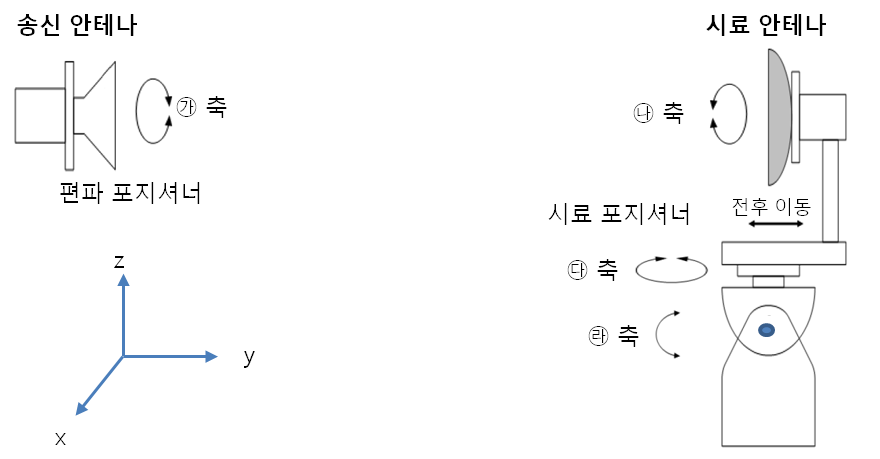 송신 안테나
시료 안테나
㉮ 축
㉯ 축
편파 포지셔너
시료 포지셔너
전후 이동
㉰ 축
㉱ 축
z
y
x